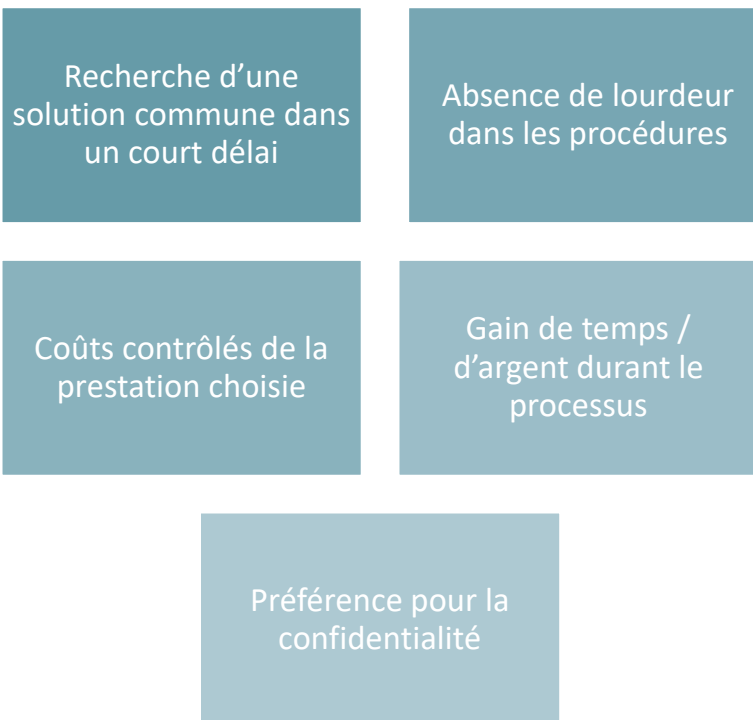 Recherche d’une
solution commune dans
un court délai
Absence de lourdeur
dans les procédures
Coûts contrôlés de la
prestation choisie
Gain de temps /
d’argent durant le
processus
Préférence pour la
confidentialité